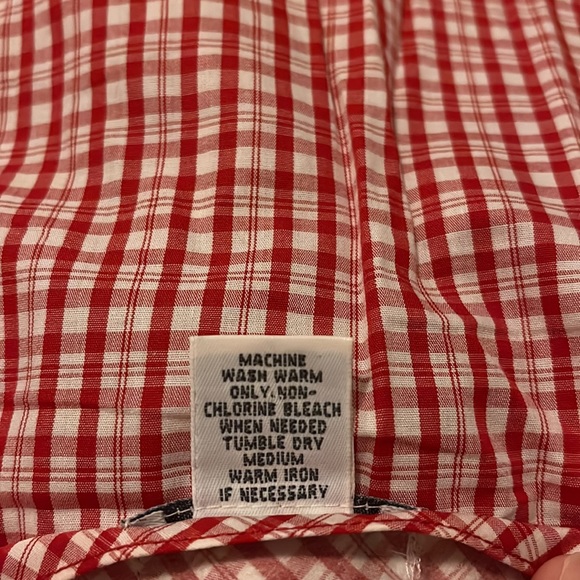 MACHINE
WASH WARM
ONLY, NON-
CHLORINE BLEACH
WHEN NEEDED
TUMBLE DRY
MEDIUM
WARM IRON
IF NECESSARY